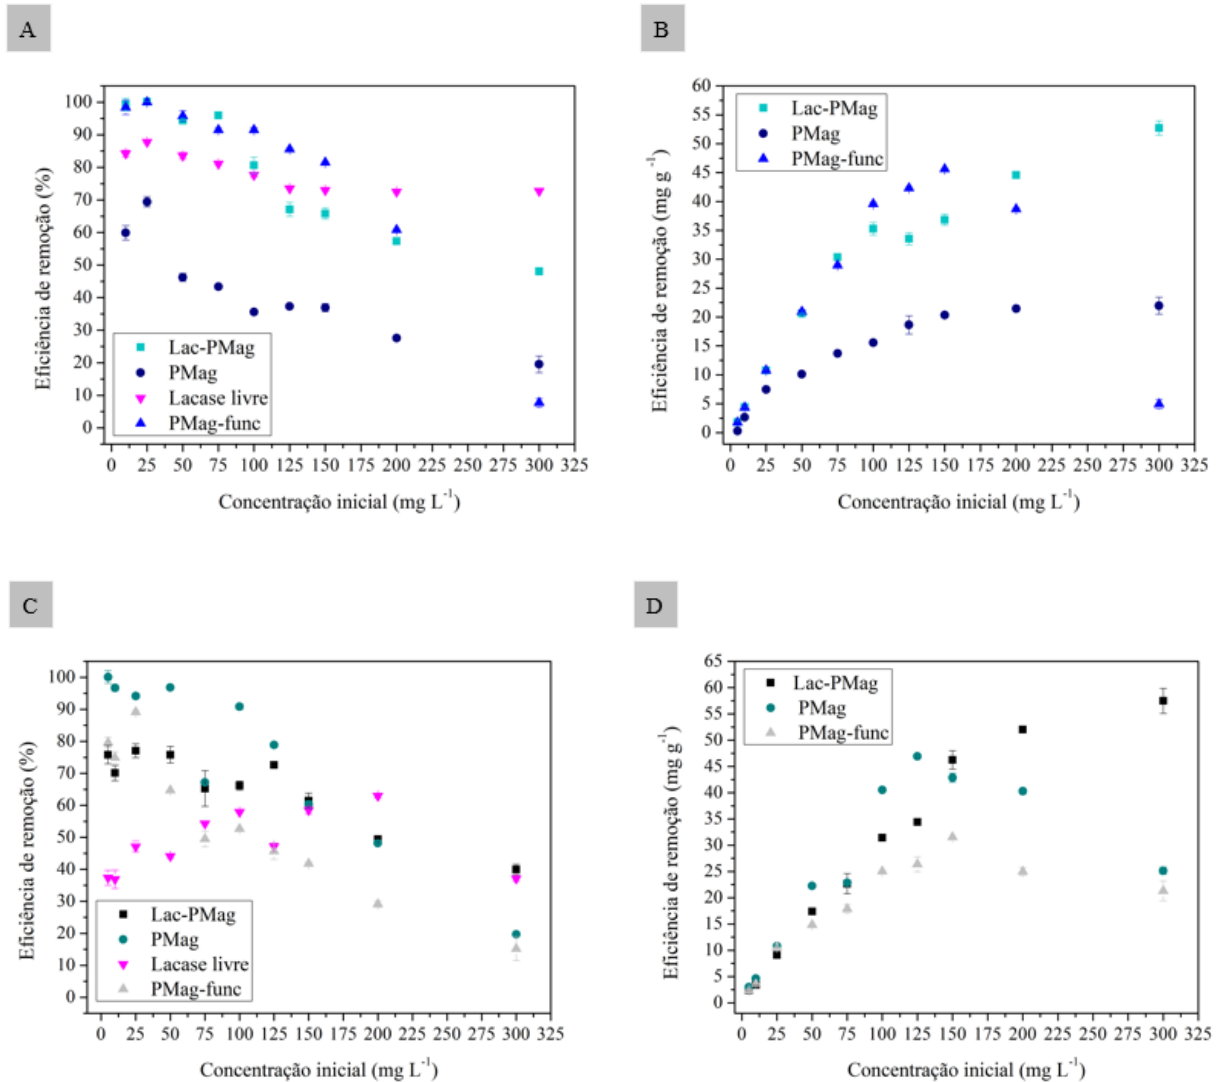 A
Eficiência de remoção (%)
100
90
80
70
60
50
40
30
20
10
0
Lac-PMag
PMag
Lacase livre
PMag-func
0 25 50 75 100 125 150 175 200 225 250 275 300 325
Concentração inicial (mg L⁻¹)
B
Eficiência de remoção (mg g⁻¹)
60
55
50
45
40
35
30
25
20
15
10
5
0
Lac-PMag
PMag
PMag-func
0 25 50 75 100 125 150 175 200 225 250 275 300 325
Concentração inicial (mg L⁻¹)
C
Eficiência de remoção (%)
100
90
80
70
60
50
40
30
20
10
0
Lac-PMag
PMag
Lacase livre
PMag-func
0 25 50 75 100 125 150 175 200 225 250 275 300 325
Concentração inicial (mg L⁻¹)
D
Eficiência de remoção (mg g⁻¹)
65
60
55
50
45
40
35
30
25
20
15
10
5
0
Lac-PMag
PMag
PMag-func
0 25 50 75 100 125 150 175 200 225 250 275 300 325
Concentração inicial (mg L⁻¹)